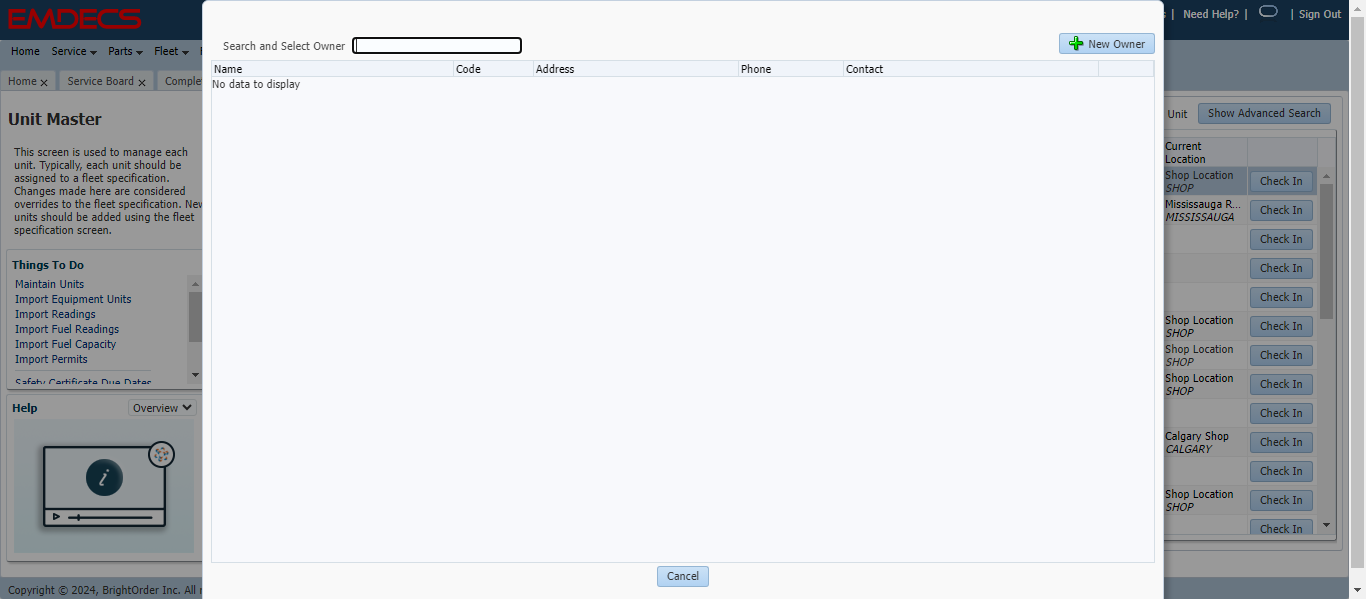 EMDECS
| Need Help? | | Sign Out
Home Service Parts Fleet
Home x Service Board x Comple
Unit Master
This screen is used to manage each
unit. Typically, each unit should be
assigned to a fleet specification.
Changes made here are considered
overrides to the fleet specification. New
units should be added using the fleet
specification screen.
Things To Do
Maintain Units
Import Equipment Units
Import Readings
Import Fuel Readings
Import Fuel Capacity
Import Permits
Safety Certificate Due Dates
Help Overview
i
Copyright © 2024, BrightOrder Inc. All r
Search and Select Owner
New Owner
Name Code Address Phone Contact
No data to display
Cancel
Unit Show Advanced Search
Current
Location
Shop Location
SHOP
Check In
Mississauga R...
MISSISSAUGA
Check In
Check In
Check In
Check In
Shop Location
SHOP
Check In
Shop Location
SHOP
Check In
Shop Location
SHOP
Check In
Check In
Calgary Shop
CALGARY
Check In
Check In
Shop Location
SHOP
Check In
Check In